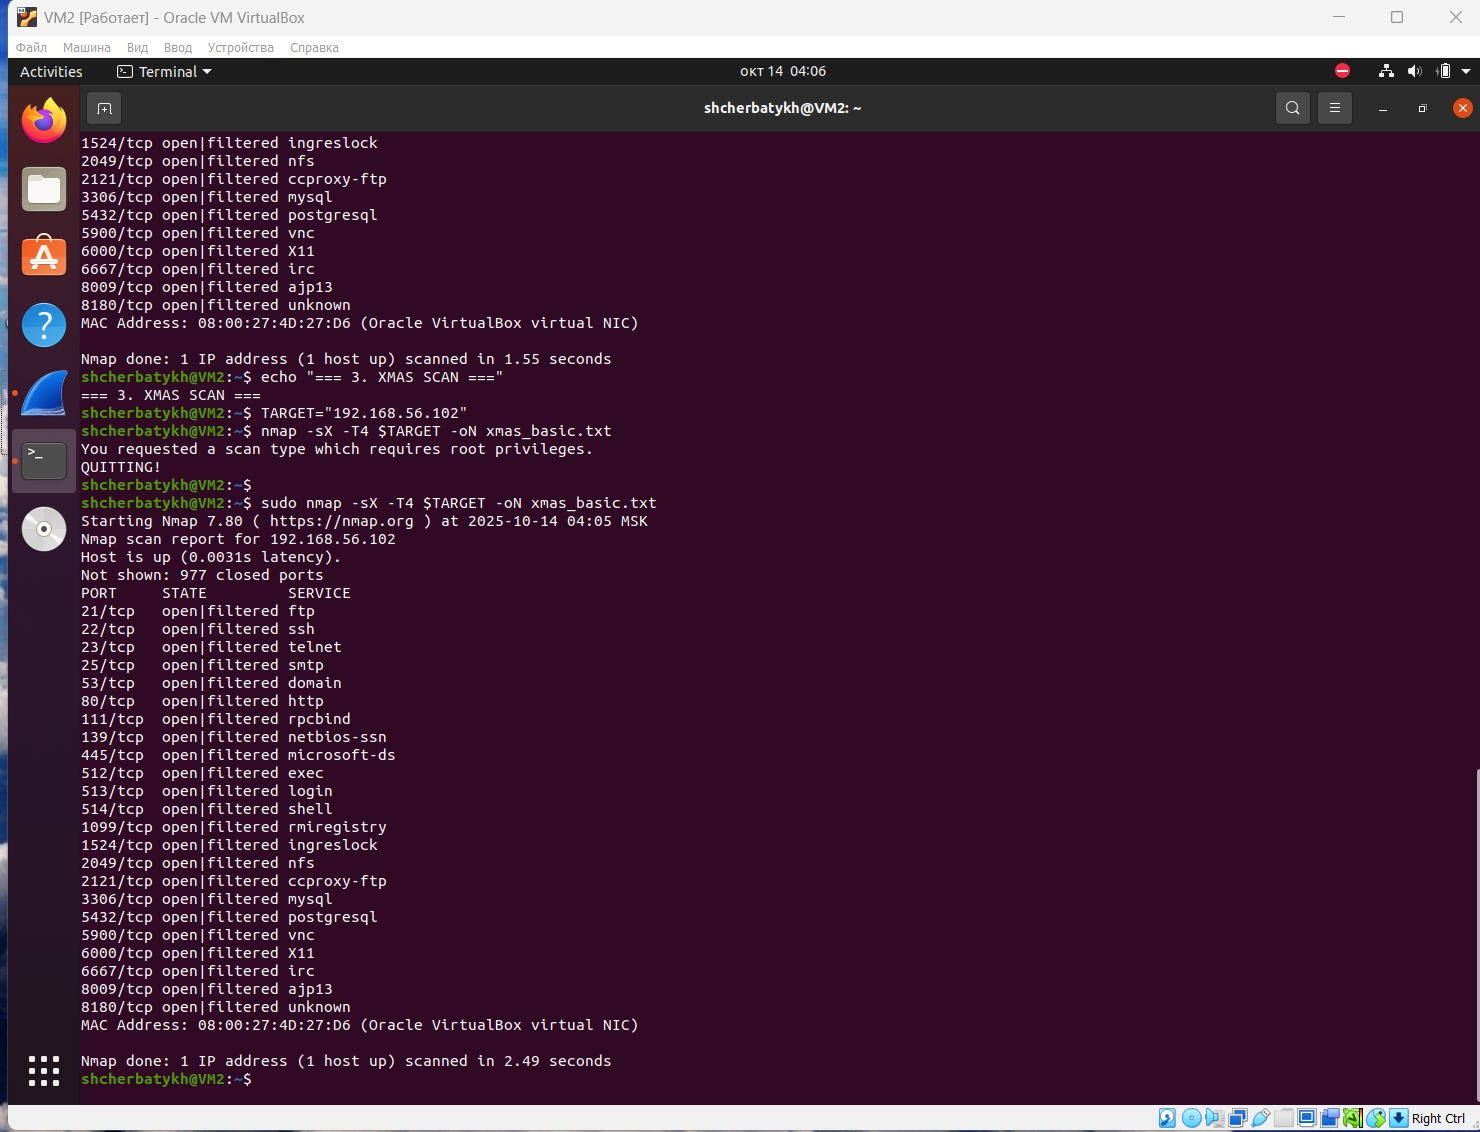 VM2 [Работает] - Oracle VM VirtualBox
Файл Машина Вид Ввод Устройства Справка
Activities Terminal окт 14 04:06
shcherbatykh@VM2: ~
1524/tcp open|filtered ingreslock
2049/tcp open|filtered nfs
2121/tcp open|filtered ccproxy-ftp
3306/tcp open|filtered mysql
5432/tcp open|filtered postgresql
5900/tcp open|filtered vnc
6000/tcp open|filtered X11
6667/tcp open|filtered irc
8009/tcp open|filtered ajp13
8180/tcp open|filtered unknown
MAC Address: 08:00:27:4D:27:D6 (Oracle VirtualBox virtual NIC)
Nmap done: 1 IP address (1 host up) scanned in 1.55 seconds
shcherbatykh@VM2:~$ echo "=== 3. XMAS SCAN ==="
=== 3. XMAS SCAN ===
shcherbatykh@VM2:~$ TARGET="192.168.56.102"
shcherbatykh@VM2:~$ nmap -sX -T4 $TARGET -oN xmas_basic.txt
You requested a scan type which requires root privileges.
QUITTING!
shcherbatykh@VM2:~$
shcherbatykh@VM2:~$ sudo nmap -sX -T4 $TARGET -oN xmas_basic.txt
Starting Nmap 7.80 ( https://nmap.org ) at 2025-10-14 04:05 MSK
Nmap scan report for 192.168.56.102
Host is up (0.0031s latency).
Not shown: 977 closed ports
PORT STATE SERVICE
21/tcp open|filtered ftp
22/tcp open|filtered ssh
23/tcp open|filtered telnet
25/tcp open|filtered smtp
53/tcp open|filtered domain
80/tcp open|filtered http
111/tcp open|filtered rpcbind
139/tcp open|filtered netbios-ssn
445/tcp open|filtered microsoft-ds
512/tcp open|filtered exec
513/tcp open|filtered login
514/tcp open|filtered shell
1099/tcp open|filtered rmiregistry
1524/tcp open|filtered ingreslock
2049/tcp open|filtered nfs
2121/tcp open|filtered ccproxy-ftp
3306/tcp open|filtered mysql
5432/tcp open|filtered postgresql
5900/tcp open|filtered vnc
6000/tcp open|filtered X11
6667/tcp open|filtered irc
8009/tcp open|filtered ajp13
8180/tcp open|filtered unknown
MAC Address: 08:00:27:4D:27:D6 (Oracle VirtualBox virtual NIC)
Nmap done: 1 IP address (1 host up) scanned in 2.49 seconds
shcherbatykh@VM2:~$
Right Ctrl